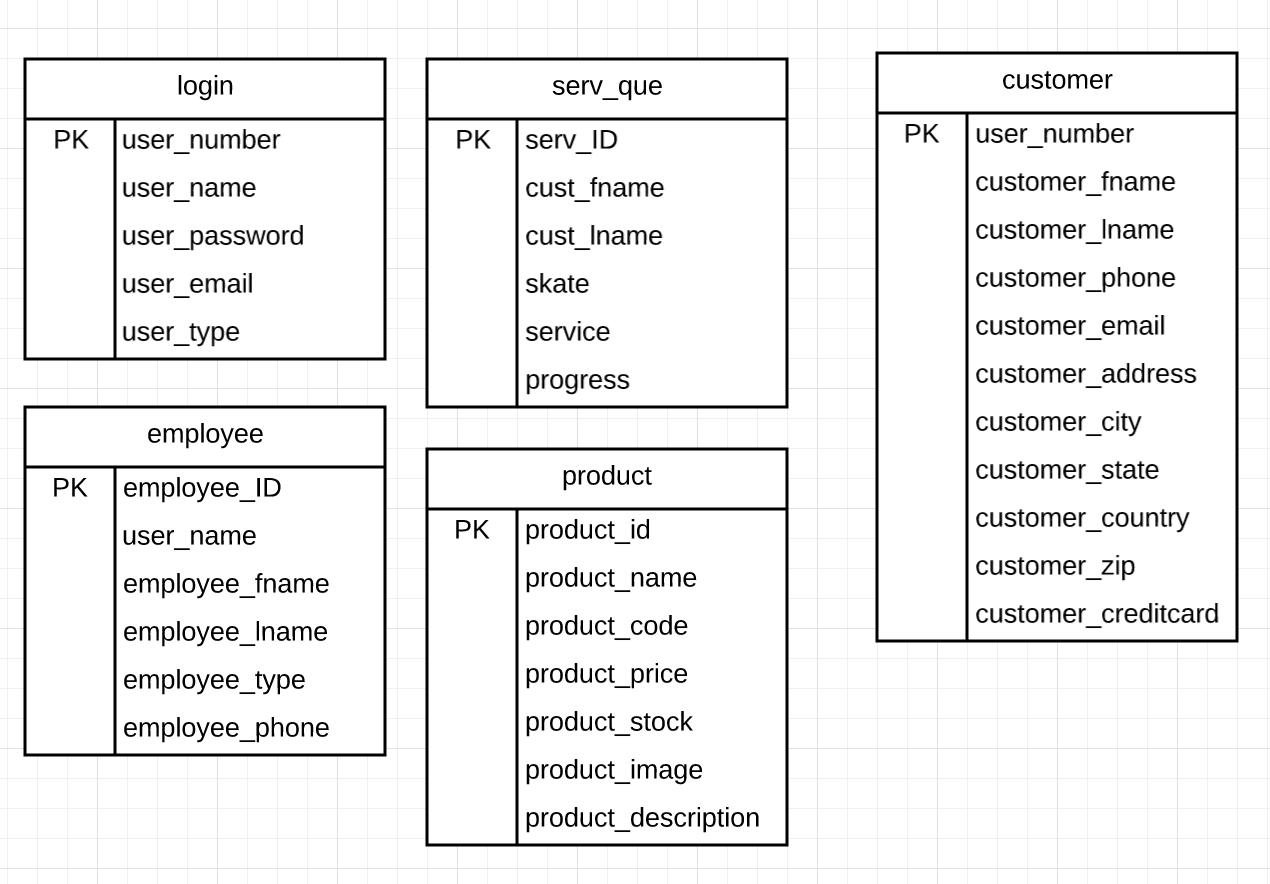 login
PK user_number
user_name
user_password
user_email
user_type
employee
PK employee_ID
user_name
employee_fname
employee_lname
employee_type
employee_phone
serv_que
PK serv_ID
cust_fname
cust_lname
skate
service
progress
product
PK product_id
product_name
product_code
product_price
product_stock
product_image
product_description
customer
PK user_number
customer_fname
customer_lname
customer_phone
customer_email
customer_address
customer_city
customer_state
customer_country
customer_zip
customer_creditcard